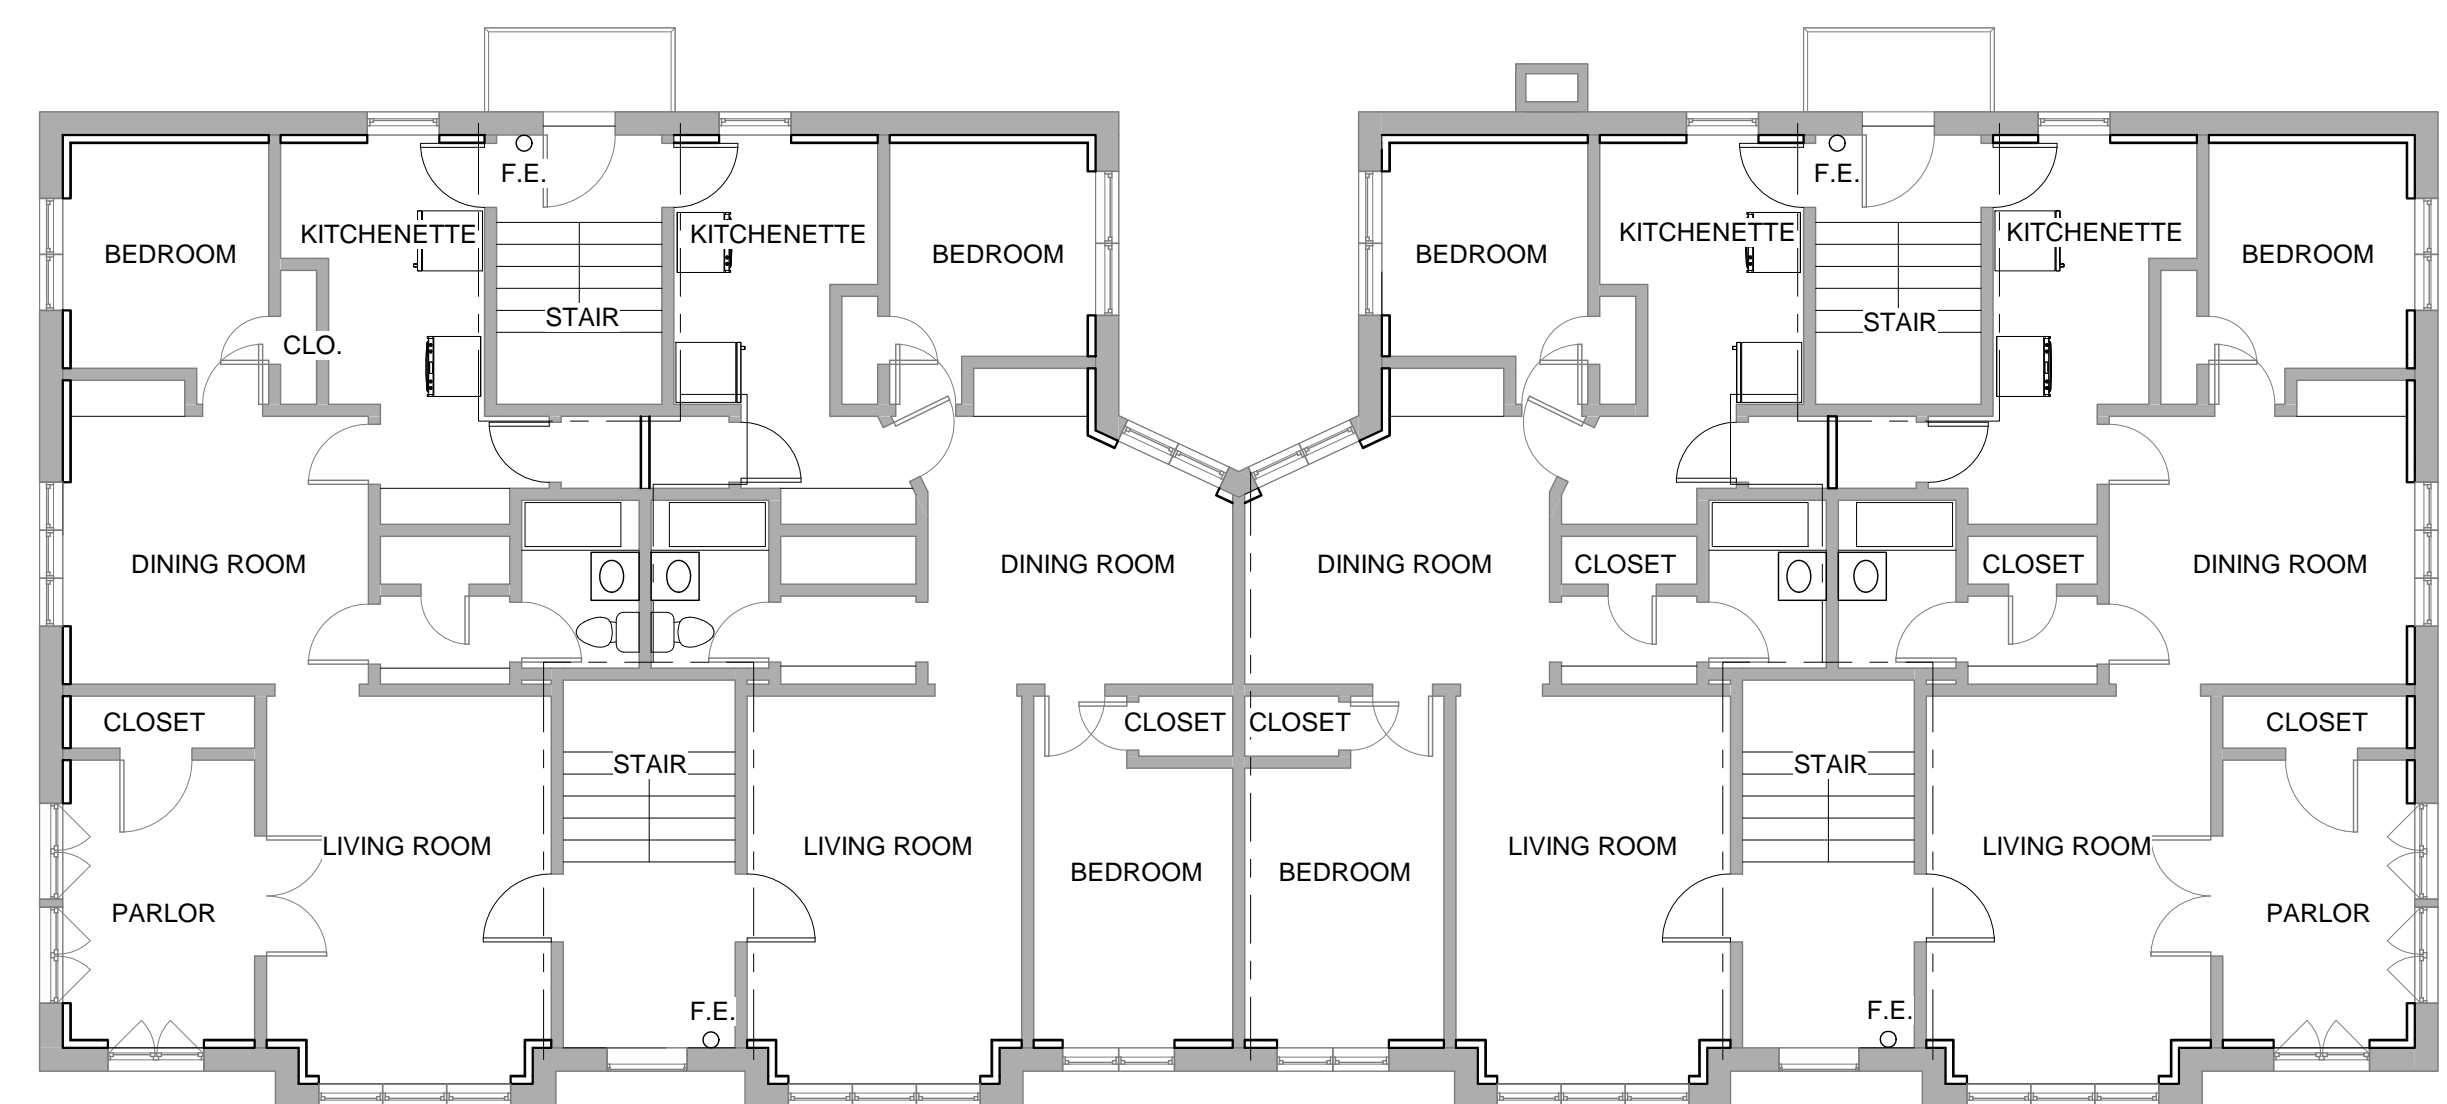 F.E.
F.E.
KITCHENETTE
KITCHENETTE
KITCHENETTE
KITCHENETTE
BEDROOM
BEDROOM
BEDROOM
BEDROOM
STAIR
STAIR
CLO.
DINING ROOM
DINING ROOM
DINING ROOM
CLOSET
CLOSET
DINING ROOM
CLOSET
CLOSET
CLOSET
CLOSET
STAIR
STAIR
LIVING ROOM
LIVING ROOM
LIVING ROOM
LIVING ROOM
BEDROOM
BEDROOM
PARLOR
PARLOR
F.E.
F.E.